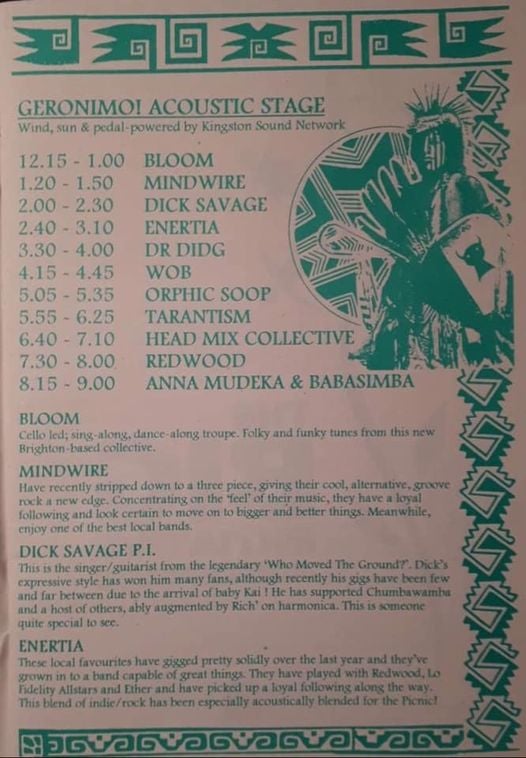 GERONIMO! ACOUSTIC STAGE
Wind, sun & pedal-powered by Kingston Sound Network
12.15 - 1.00 BLOOM
1.20 - 1.50 MINDWIRE
2.00 - 2.30 DICK SAVAGE
2.40 - 3.10 ENERTIA
3.30 - 4.00 DR DIDG
4.15 - 4.45 WOB
5.05 - 5.35 ORPHIC SOOP
5.55 - 6.25 TARANTISM
6.40 - 7.10 HEAD MIX COLLECTIVE
7.30 - 8.00 REDWOOD
8.15 - 9.00 ANNA MUDEKA & BABASIMBA
BLOOM
Cello led; sing-along, dance-along troupe. Folky and funky tunes from this new
Brighton-based collective.
MINDWIRE
Have recently stripped down to a three piece, giving their cool, alternative, groove
rock a new edge. Concentrating on the 'feel' of their music, they have a loyal
following and look certain to move on to bigger and better things. Meanwhile,
enjoy one of the best local bands.
DICK SAVAGE P.I.
This is the singer/guitarist from the legendary 'Who Moved The Ground?'. Dick's
expressive style has won him many fans, although recently his gigs have been few
and far between due to the arrival of baby Kai ! He has supported Chumbawamba
and a host of others, ably augmented by Rich' on harmonica. This is someone
quite special to see.
ENERTIA
These local favourites have gigged pretty solidly over the last year and they've
grown in to a band capable of great things. They have played with Redwood, Lo
Fidelity Allstars and Ether and have picked up a loyal following along the way.
This blend of indie/rock has been especially acoustically blended for the Picnic!